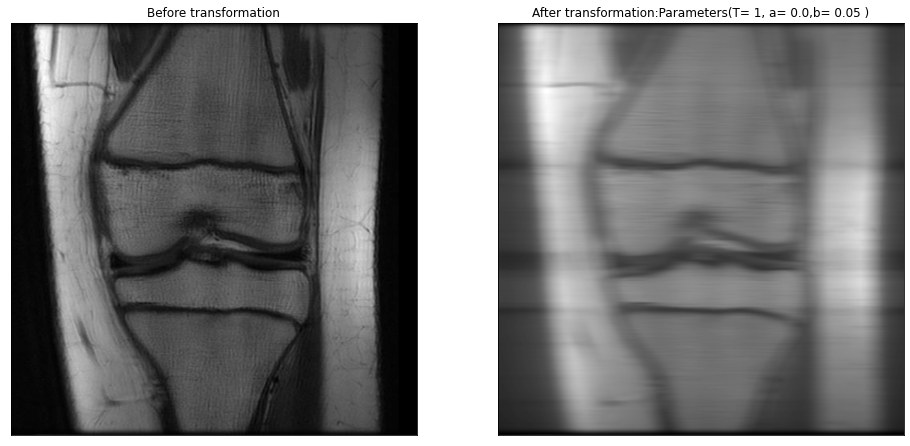 Before transformation
After transformation:Parameters(T= 1, a= 0.0,b= 0.05 )